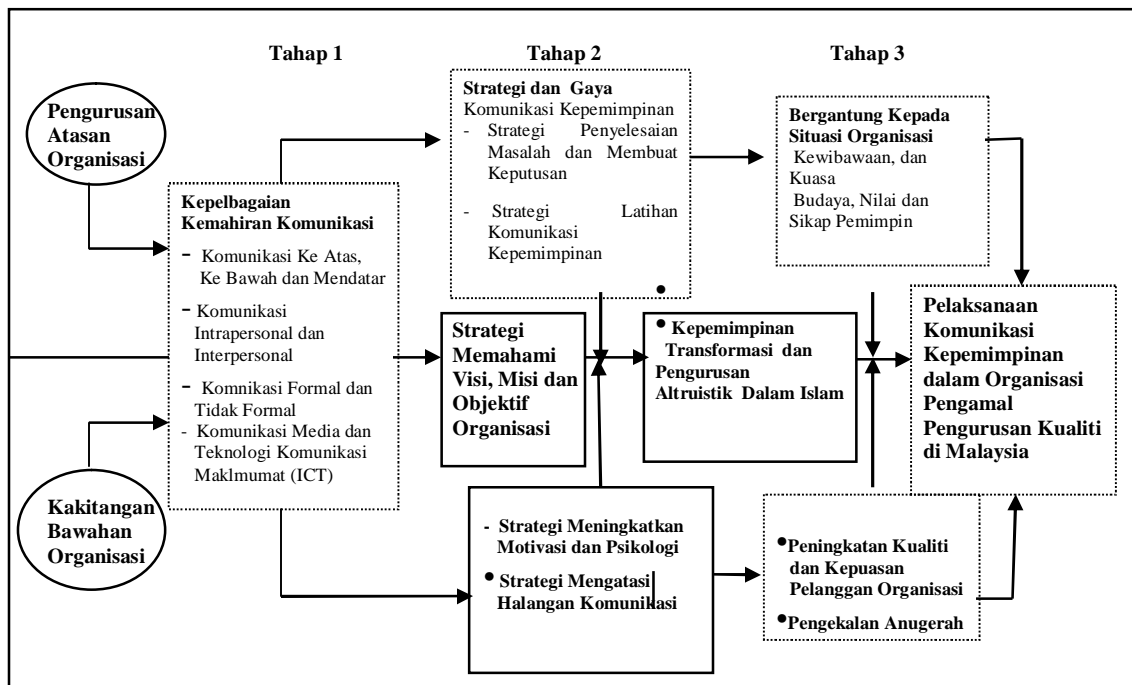 Tahap 1
Tahap 2
Tahap 3
Pengurusan
Atasan
Organisasi
Kakitangan
Bawahan
Organisasi
Kepelbagaian
Kemahiran Komunikasi
- Komunikasi Ke Atas,
Ke Bawah dan Mendatar
- Komunikasi
Intrapersonal dan
Interpersonal
- Komnikasi Formal dan
Tidak Formal
- Komunikasi Media dan
Teknologi Komunikasi
Maklmumat (ICT)
Strategi dan Gaya
Komunikasi Kepemimpinan
- Strategi Penyelesaian
Masalah dan Membuat
Keputusan
- Strategi Latihan
Komunikasi
Kepemimpinan
•
Strategi
Memahami
Visi, Misi dan
Objektif
Organisasi
- Strategi Meningkatkan
Motivasi dan Psikologi
• Strategi Mengatasi
Halangan Komunikasi
Bergantung Kepada
Situasi Organisasi
Kewibawaan, dan
Kuasa
Budaya, Nilai dan
Sikap Pemimpin
• Kepemimpinan
Transformasi dan
Pengurusan
Altruistik Dalam Islam
• Peningkatan Kualiti
dan Kepuasan
Pelanggan Organisasi
• Pengekalan Anugerah
Pelaksanaan
Komunikasi
Kepemimpinan
dalam Organisasi
Pengamal
Pengurusan Kualiti
di Malaysia